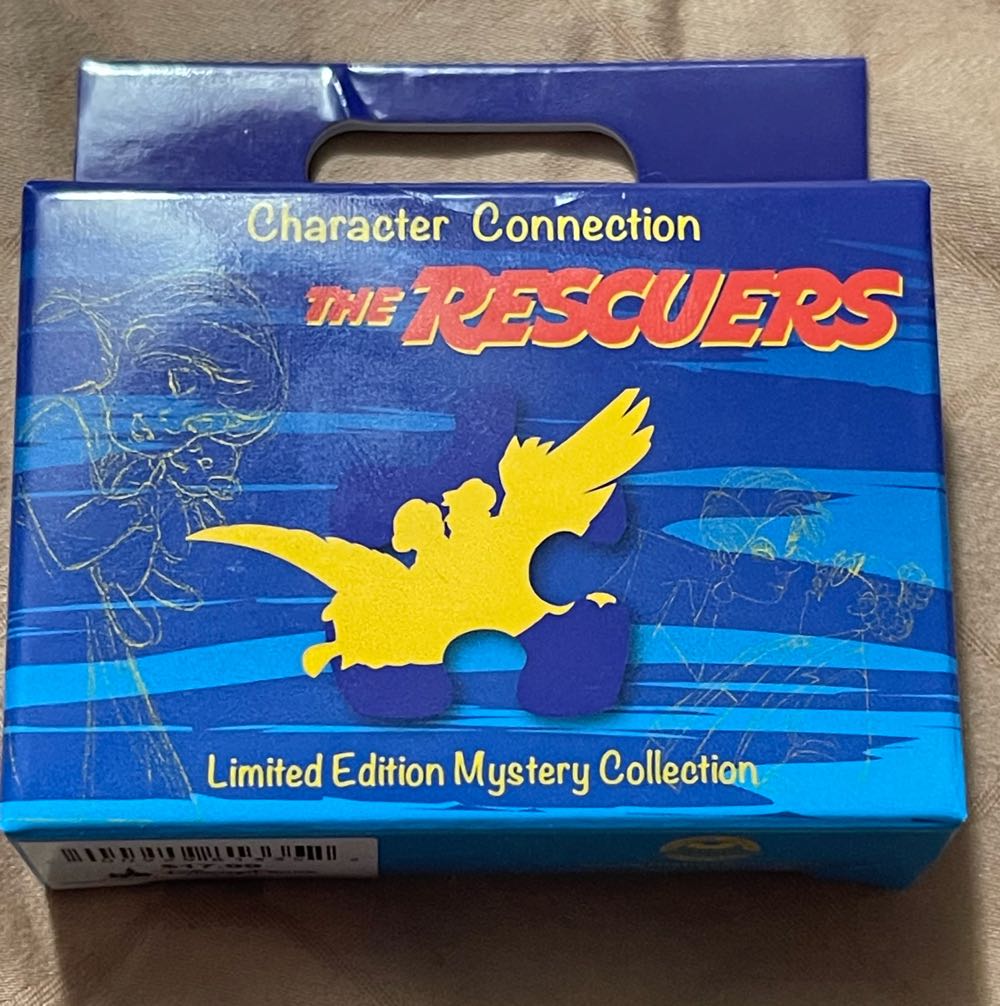 Character Connection
THE RESCUERS
Limited Edition Mystery Collection